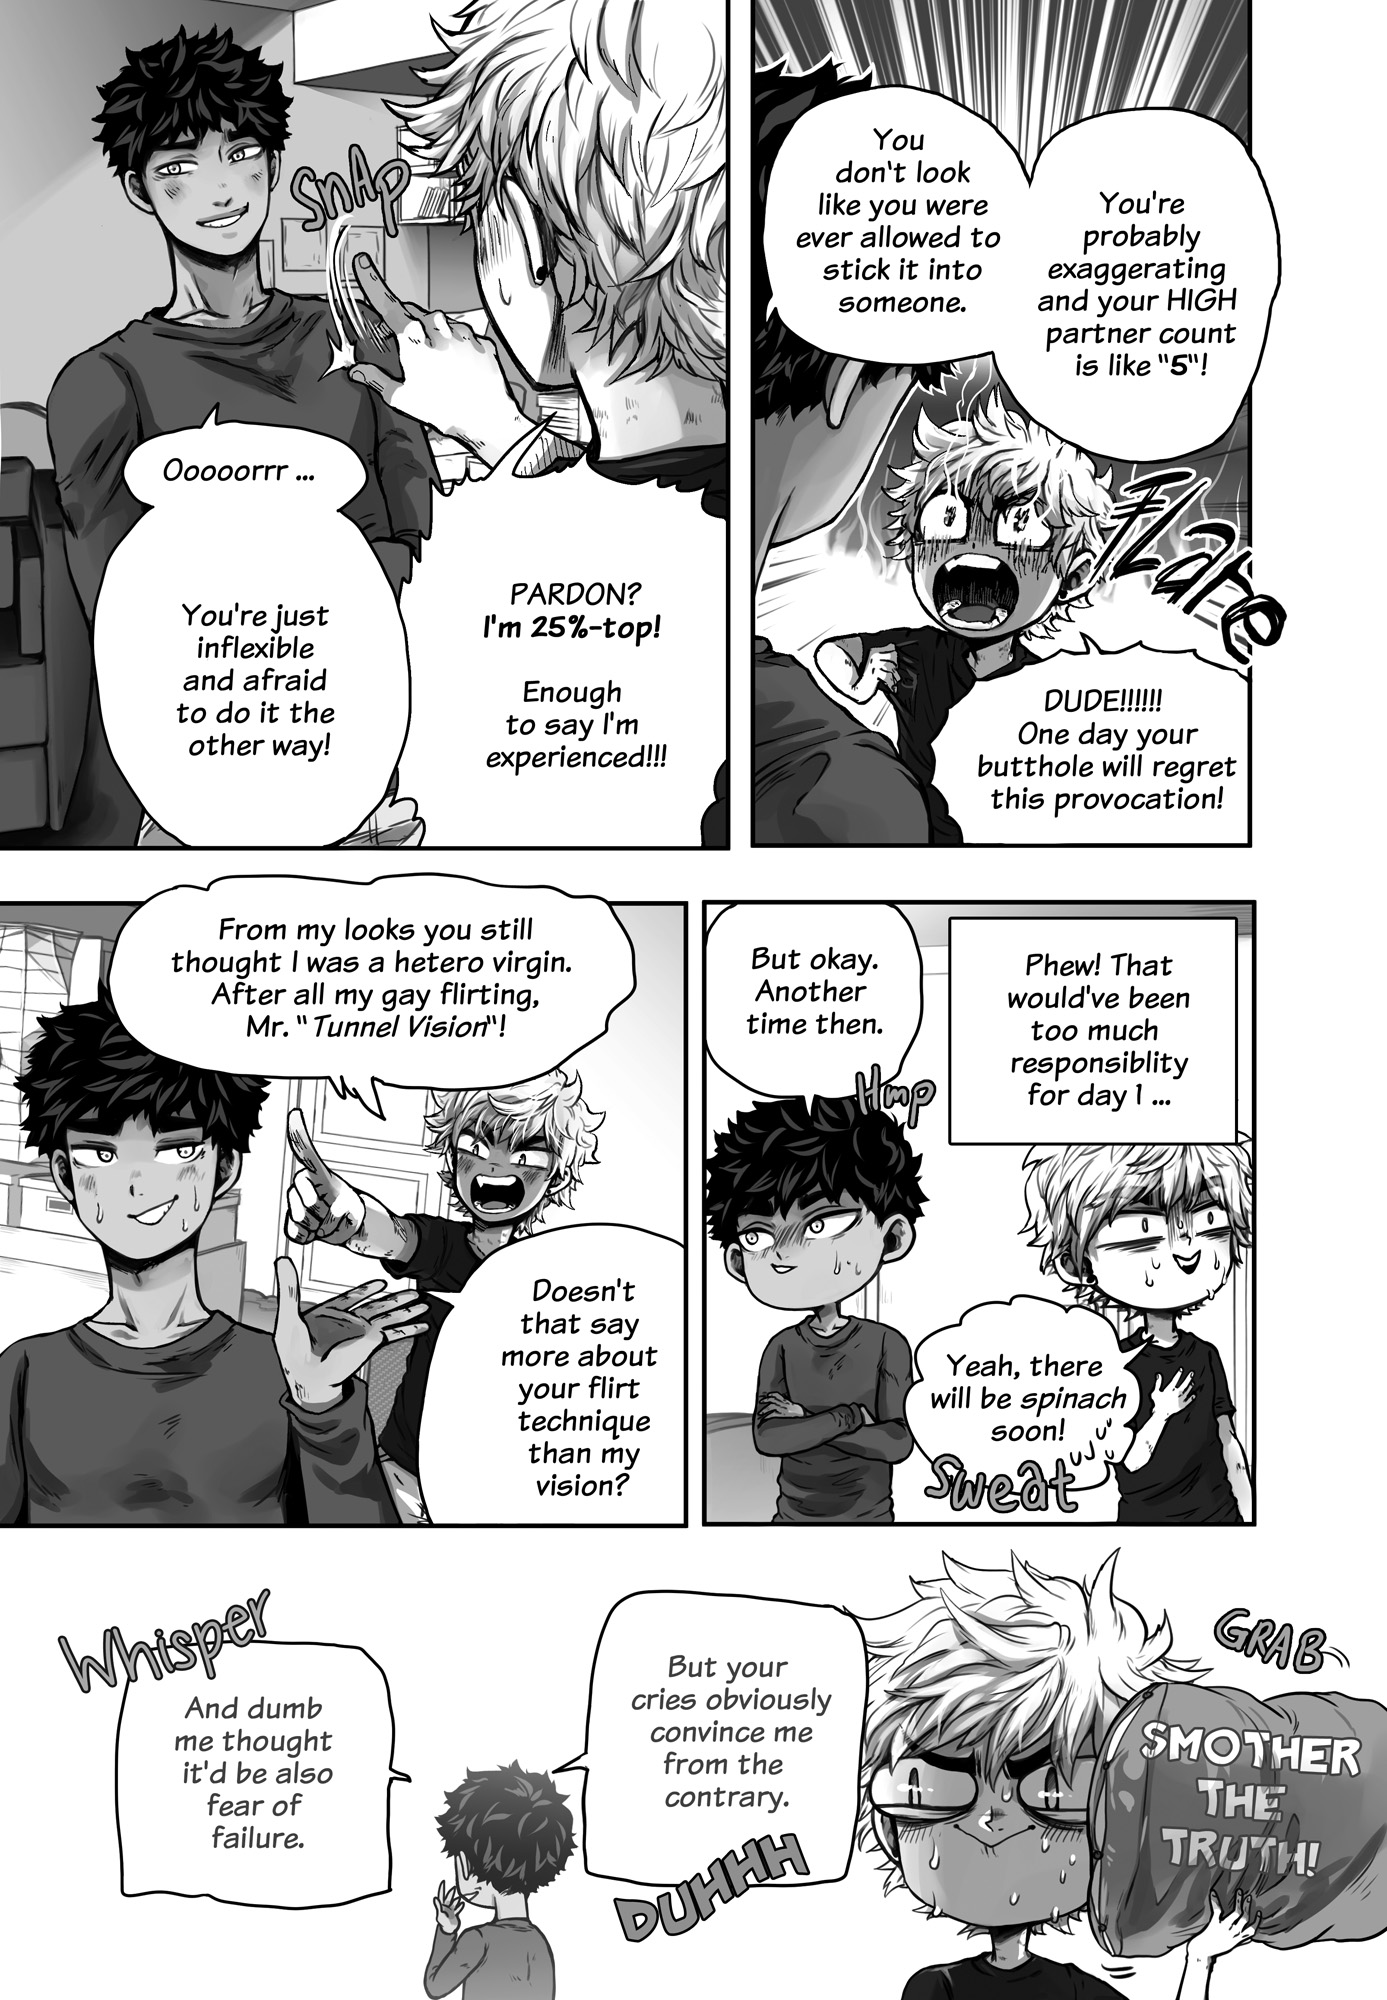 SNAP
Ooooorrr ...
You're just
inflexible
and afraid
to do it the
other way!
PARDON?
I'm 25%-top!
Enough
to say I'm
experienced!!!
You
don't look
like you were
ever allowed to
stick it into
someone.
You're
probably
exaggerating
and your HIGH
partner count
is like "5"!
FLARE
DUDE!!!!!!
One day your
butthole will regret
this provocation!
From my looks you still
thought I was a hetero virgin.
After all my gay flirting,
Mr. "Tunnel Vision"!
Doesn't
that say
more about
your flirt
technique
than my
vision?
But okay.
Another
time then.
Hmp
Phew! That
would've been
too much
responsiblity
for day 1 ...
Yeah, there
will be spinach
soon!
Sweat
Whisper
And dumb
me thought
it'd be also
fear of
failure.
But your
cries obviously
convince me
from the
contrary.
DUHHH
GRAB
SMOTHER
THE
TRUTH!